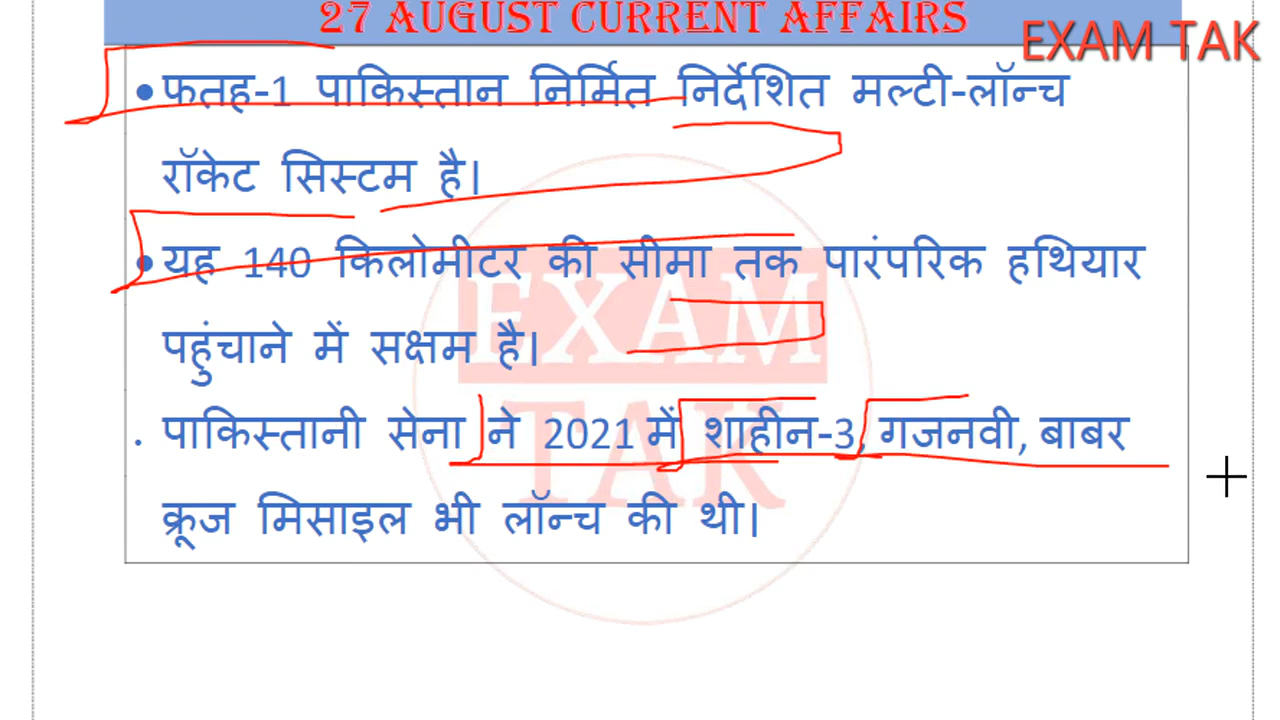 27 AUGUST CURRENT AFFAIRS
EXAM TAK
•फतह-1 पाकिस्तान निर्मित निर्देशित मल्टी-लॉन्च
रॉकेट सिस्टम है।
•यह 140 किलोमीटर की सीमा तक पारंपरिक हथियार
पहुंचाने में सक्षम है।
. पाकिस्तानी सेना ने 2021 में शाहीन-3, गजनवी, बाबर
क्रूज मिसाइल भी लॉन्च की थी।
EXAM
TAK